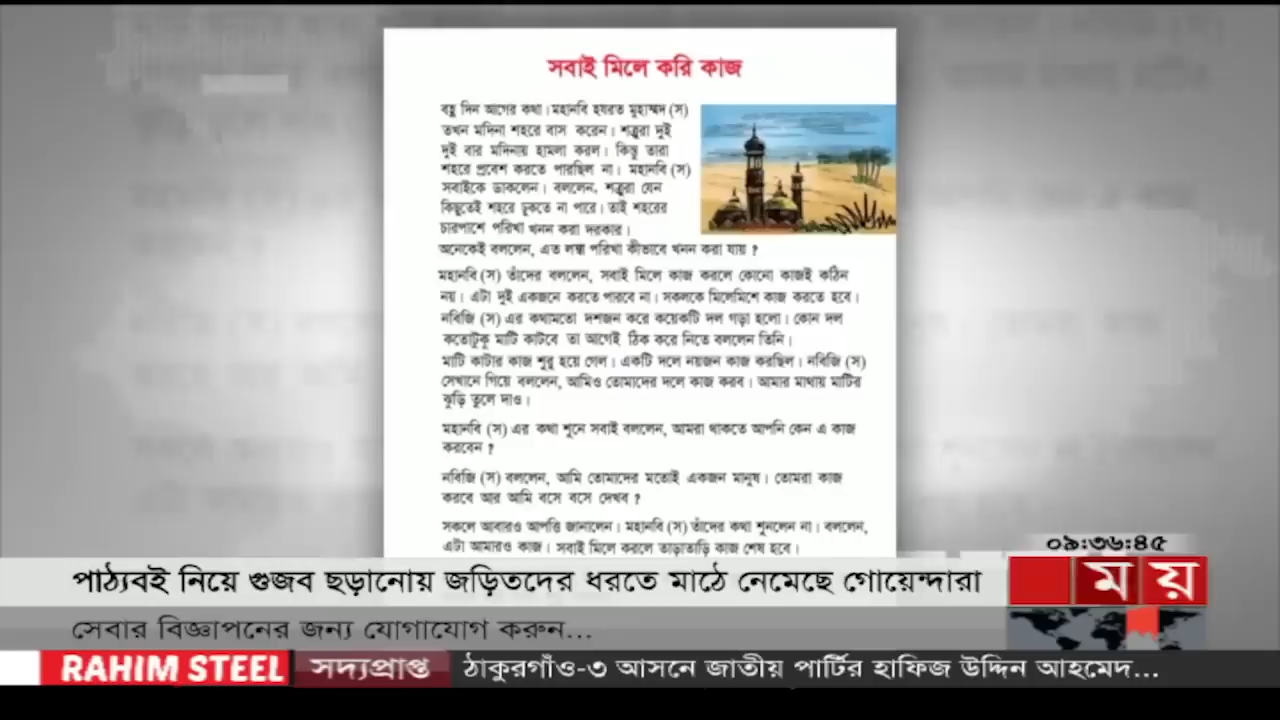 সবাই মিলে করি কাজ
বহু দিন আগের কথা। মহানবি হযরত মুহাম্মদ (স)
তখন মদিনা শহরে বাস করেন। শত্রুরা দুই
দুই বার মদিনায় হামলা করল। কিন্তু তারা
শহরে প্রবেশ করতে পারছিল না। মহানবি (স)
সবাইকে ডাকলেন। বললেন, শত্রুরা যেন
কিছুতেই শহরে ঢুকতে না পারে। তাই শহরের
চারপাশে পরিখা খনন করা দরকার।
অনেকেই বললেন, এত লম্বা পরিখা কীভাবে খনন করা যায় ?
মহানবি (স) তাঁদের বললেন, সবাই মিলে কাজ করলে কোনো কাজই কঠিন
নয়। এটা দুই একজনে করতে পারবে না। সকলকে মিলেমিশে কাজ করতে হবে।
নবিজি (স) এর কথামতো দশজন করে কয়েকটি দল গড়া হলো। কোন দল
কতোটুকু মাটি কাটবে তা আগেই ঠিক করে নিতে বললেন তিনি।
মাটি কাটার কাজ শুরু হয়ে গেল। একটি দলে নয়জন কাজ করছিল। নবিজি (স)
সেখানে গিয়ে বললেন, আমিও তোমাদের দলে কাজ করব। আমার মাথায় মাটির
ঝুড়ি তুলে দাও।
মহানবি (স) এর কথা শুনে সবাই বললেন, আমরা থাকতে আপনি কেন এ কাজ
করবেন ?
নবিজি (স) বললেন, আমি তোমাদের মতোই একজন মানুষ। তোমরা কাজ
করবে আর আমি বসে বসে দেখব ?
সকলে আবারও আপত্তি জানালেন। মহানবি (স) তাঁদের কথা শুনলেন না। বললেন,
এটা আমারও কাজ। সবাই মিলে করলে তাড়াতাড়ি কাজ শেষ হবে।
০৯:৩৬:৪৫
পাঠ্যবই নিয়ে গুজব ছড়ানোয় জড়িতদের ধরতে মাঠে নেমেছে গোয়েন্দারা
ময়
সেবার বিজ্ঞাপনের জন্য যোগাযোগ করুন...
RAHIM STEEL সদ্যপ্রাপ্ত ঠাকুরগাঁও-৩ আসনে জাতীয় পার্টির হাফিজ উদ্দিন আহমেদ...